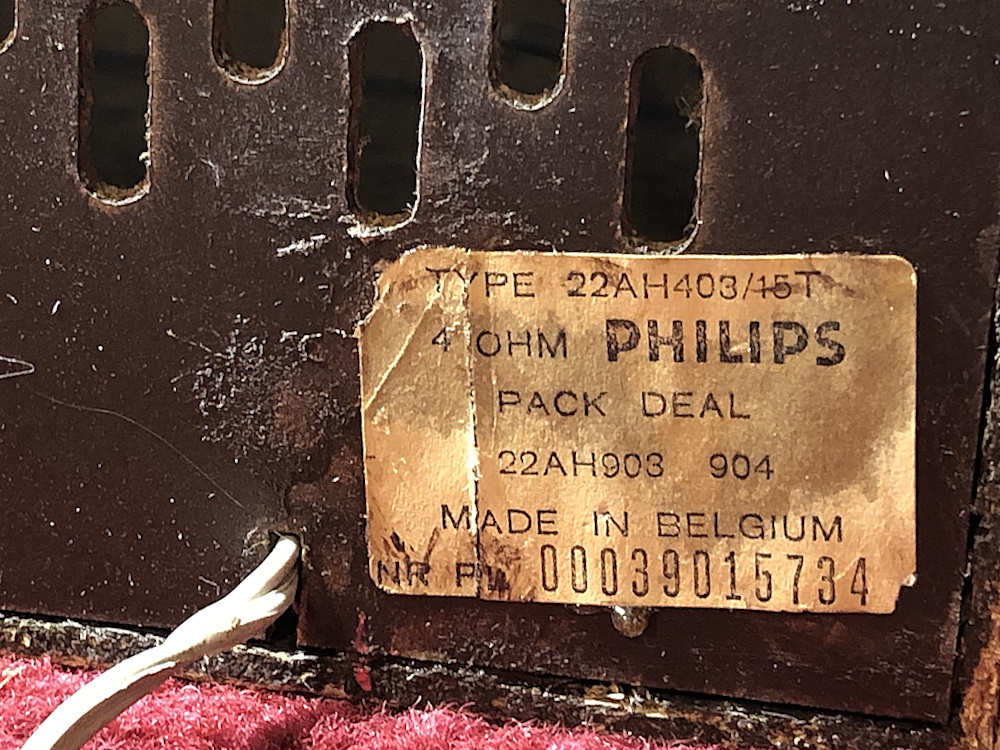 TYPE 22AH403/15T
4 OHM PHILIPS
PACK DEAL
22AH903 904
MADE IN BELGIUM
NR 00039015734